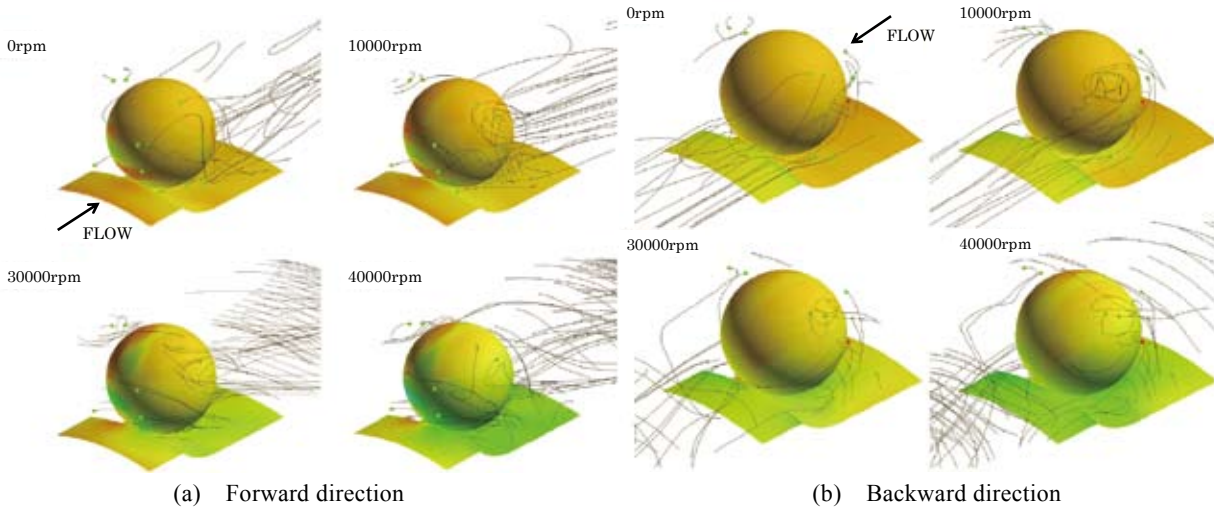 0rpm
10000rpm
FLOW
30000rpm
40000rpm
(a) Forward direction
0rpm
10000rpm
FLOW
30000rpm
40000rpm
(b) Backward direction